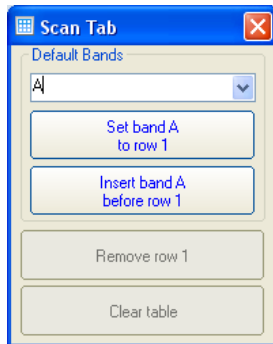 Scan Tab
Default Bands
A
Set band A
to row 1
Insert band A
before row 1
Remove row 1
Clear table